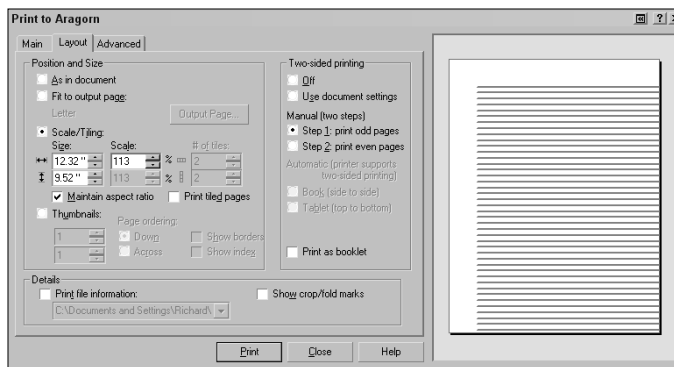 Print to Aragorn
Main Layout Advanced
Position and Size
As in document
Fit to output page:
Letter Output Page...
Scale/Tiling:
Size: Scale: # of tiles:
12.32 " 113 % 2
9.52 " 113 % 2
Maintain aspect ratio Print tiled pages
Thumbnails: Page ordering:
1 Down Show borders
1 Across Show index
Two-sided printing
Off
Use document settings
Manual (two steps)
Step 1: print odd pages
Step 2: print even pages
Automatic (printer supports
two-sided printing)
Book (side to side)
Tablet (top to bottom)
Print as booklet
Details
Print file information: Show crop/fold marks
C:\Documents and Settings\Richard\
Print Close Help